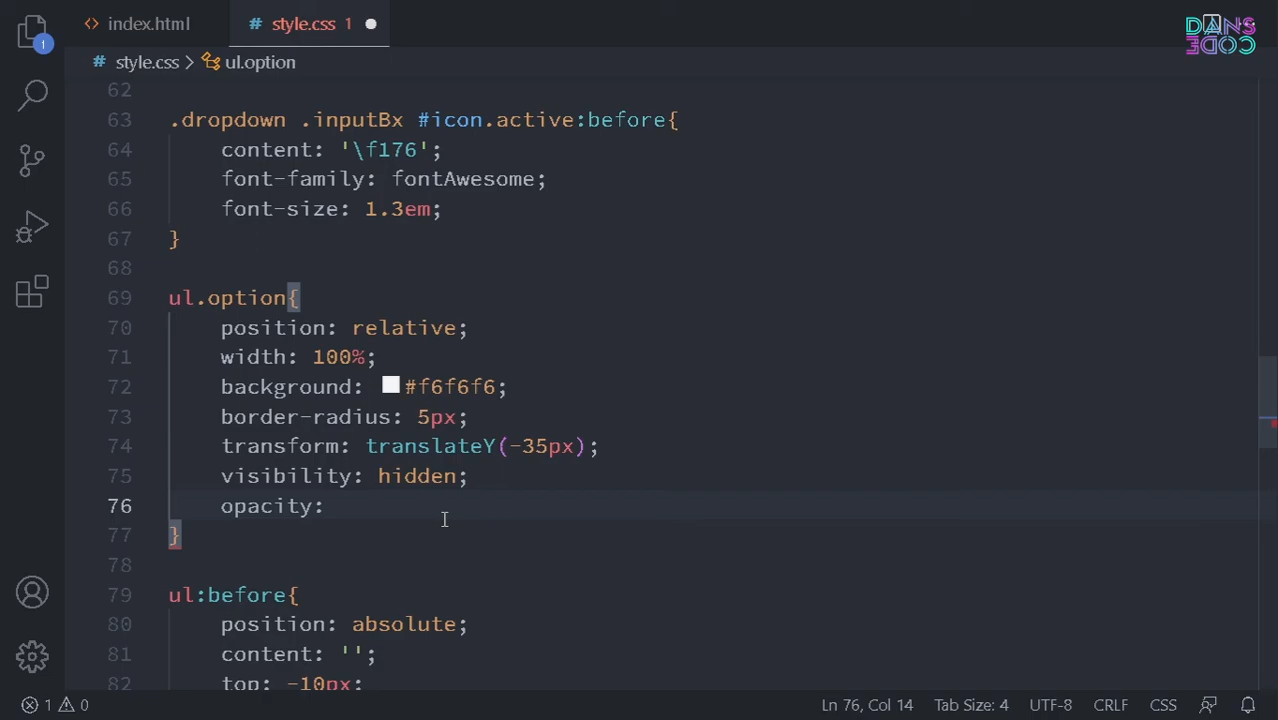 index.html
style.css 1
DANS
CODE
style.css > ul.option
1
62
63 .dropdown .inputBx #icon.active:before{
64 content: '\f176';
65 font-family: fontAwesome;
66 font-size: 1.3em;
67 }
68
69 ul.option{
70 position: relative;
71 width: 100%;
72 background: #f6f6f6;
73 border-radius: 5px;
74 transform: translateY(-35px);
75 visibility: hidden;
76 opacity:
77 }
78
79 ul:before{
80 position: absolute;
81 content: '';
82 top: -10px;
1 0 Ln 76, Col 14 Tab Size: 4 UTF-8 CRLF CSS